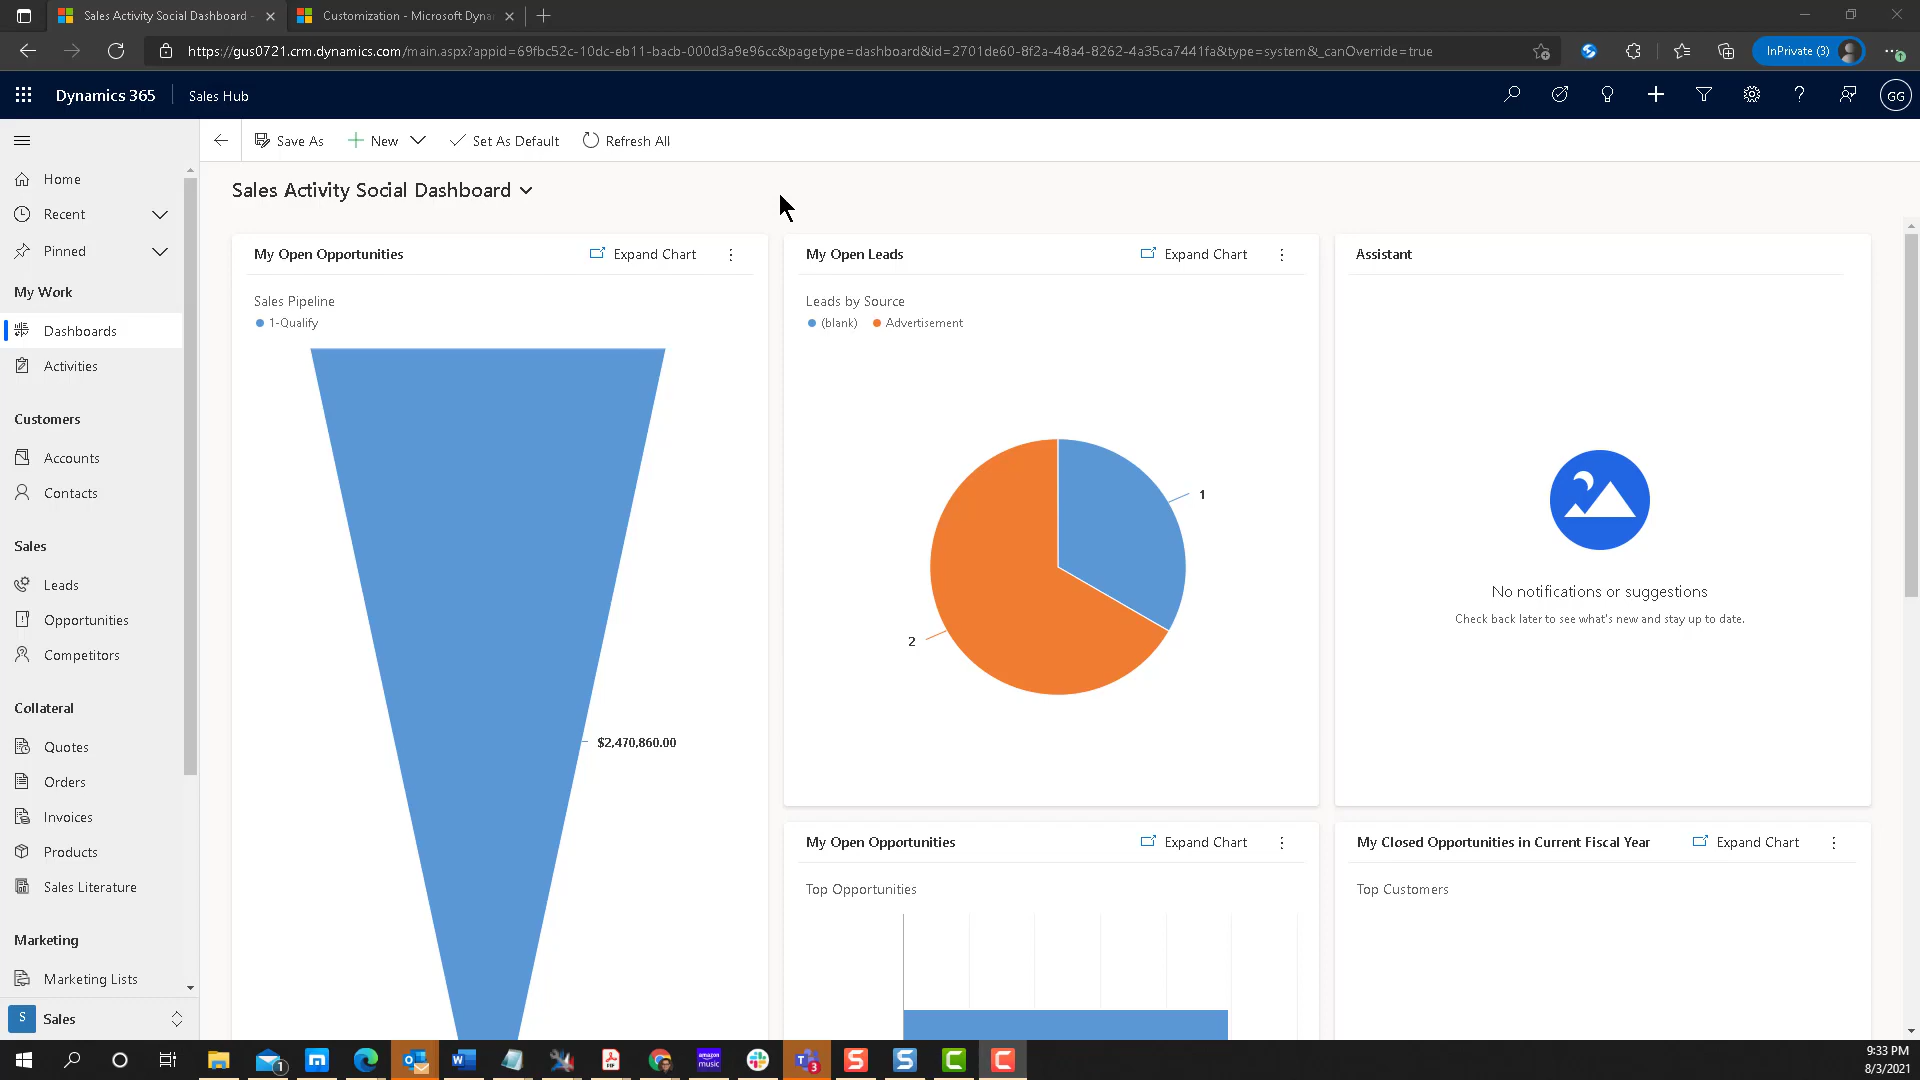 Sales Activity Social Dashboard -
Customization - Microsoft Dyna
https://gus0721.crm.dynamics.com/main.aspx?appid=69fbc52c-10dc-eb11-bacb-000d3a9e96cc&pagetype=dashboard&id=2701de60-8f2a-48a4-8262-4a35ca7441fa&type=system&_canOverride=true
InPrivate (3)
Dynamics 365
Sales Hub
GG
Save As
New
Set As Default
Refresh All
Home
Recent
Pinned
My Work
Dashboards
Activities
Customers
Accounts
Contacts
Sales
Leads
Opportunities
Competitors
Collateral
Quotes
Orders
Invoices
Products
Sales Literature
Marketing
Marketing Lists
S
Sales
Sales Activity Social Dashboard
My Open Opportunities
Expand Chart
Sales Pipeline
1-Qualify
$2,470,860.00
My Open Leads
Expand Chart
Leads by Source
(blank) Advertisement
1
2
Assistant
No notifications or suggestions
Check back later to see what's new and stay up to date.
My Open Opportunities
Expand Chart
Top Opportunities
My Closed Opportunities in Current Fiscal Year
Expand Chart
Top Customers
1
amazon
music
3
9:33 PM
8/3/2021